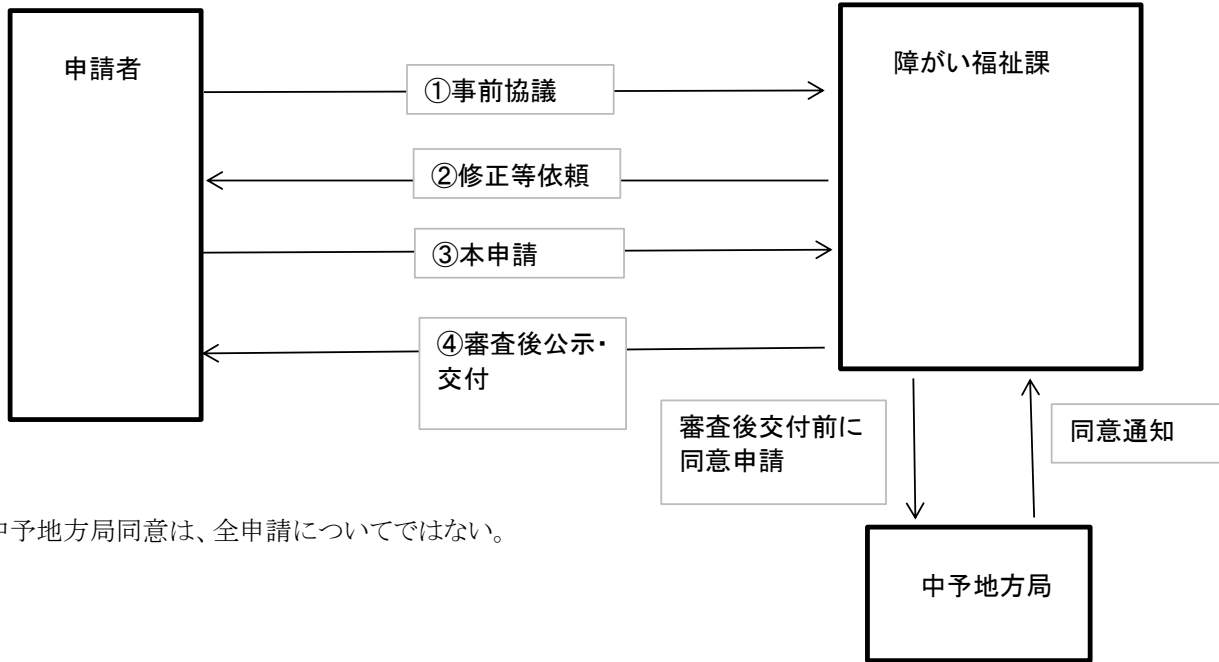 申請者
障がい福祉課
①事前協議
②修正等依頼
③本申請
④審査後公示・
交付
審査後交付前に
同意申請
同意通知
中予地方局同意は、全申請についてではない。
中予地方局